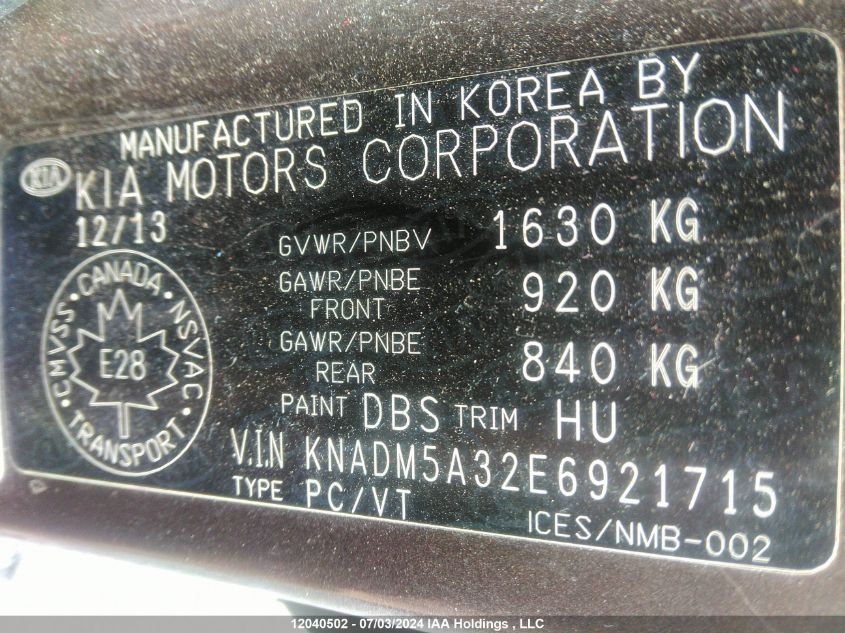 MANUFACTURED IN KOREA BY
KIA KIA MOTORS CORPORATION
12/13
GVWR/PNBV 1630 KG
GAWR/PNBE FRONT 920 KG
GAWR/PNBE REAR 840 KG
PAINT DBS TRIM HU
V.I.N KNADM5A32E6921715
TYPE PC/VT
ICES/NMB-002
CANADA • NSVAC • TRANSPORT • CMVSS •
E28
12040502 - 07/03/2024 IAA Holdings , LLC